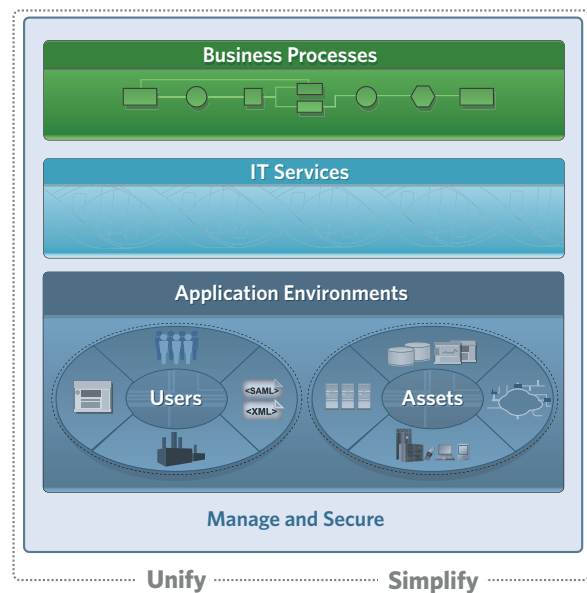 Business Processes
IT Services
Application Environments
Users
<SAML>
<XML>
Assets
Manage and Secure
Unify
Simplify